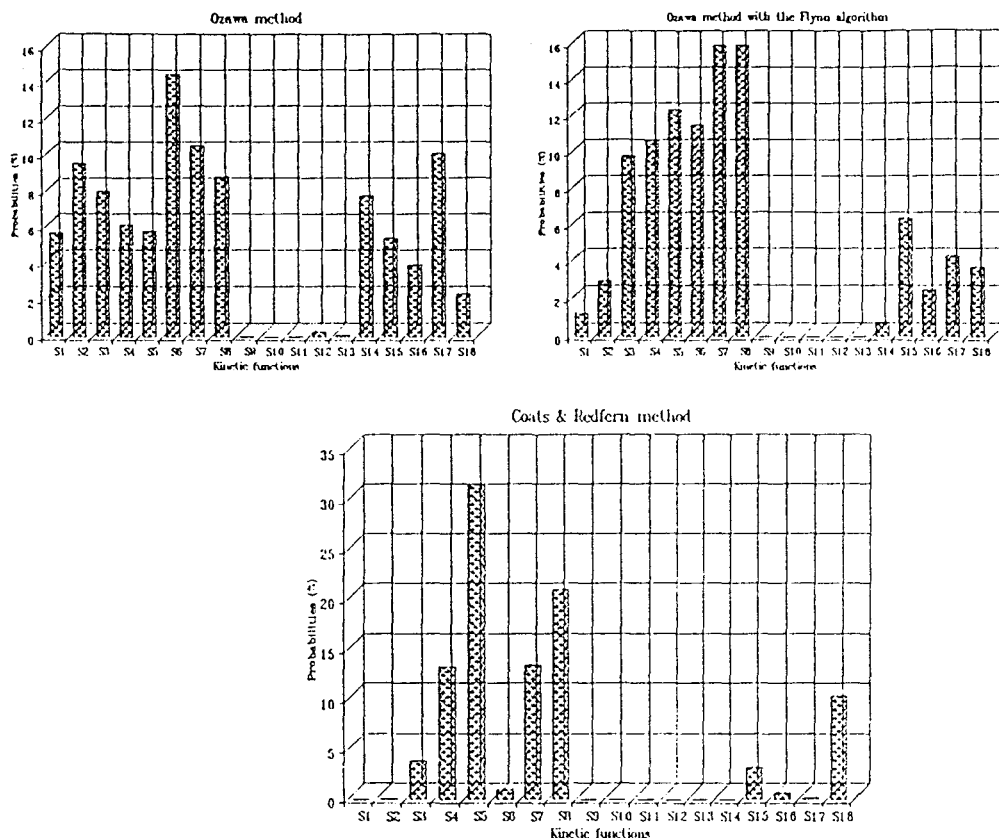 Ozawa method
16
14
12
10
8
6
4
2
0
Probabilities (%)
S1 S2 S3 S4 S5 S6 S7 S8 S9 S10 S11 S12 S13 S14 S15 S16 S17 S18
Kinetic functions
Ozawa method with the Flynn algorithm
16
14
12
10
8
6
4
2
0
Probabilities (%)
S1 S2 S3 S4 S5 S6 S7 S8 S9 S10 S11 S12 S13 S14 S15 S16 S17 S18
Kinetic functions
Coats & Redfern method
35
30
25
20
15
10
5
0
Probabilities (%)
S1 S2 S3 S4 S5 S6 S7 S8 S9 S10 S11 S12 S13 S14 S15 S16 S17 S18
Kinetic functions